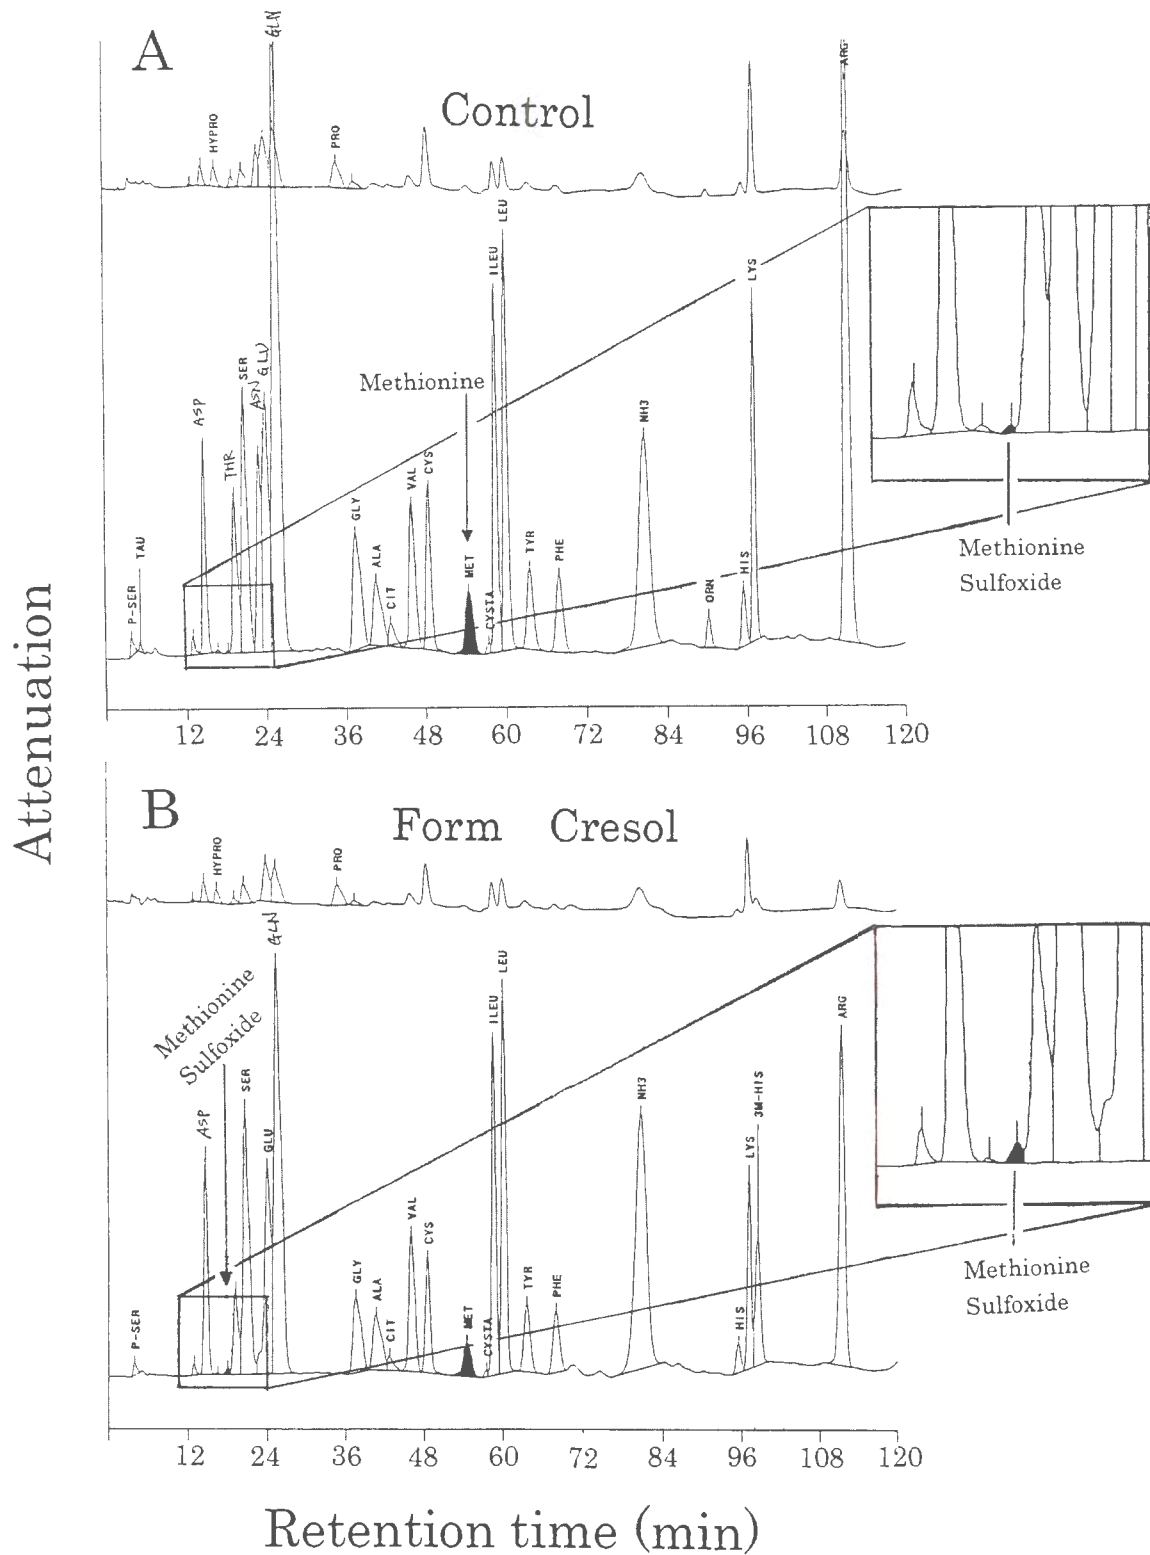 GLN
A
Control
HYPRO
PRO
ARG
LEU
ILEU
LYS
SER
ASN
GLU
Methionine
ASP
THR
NH3
VAL
CYS
GLY
TAU
ALA
MET
TYR
PHE
Methionine
Sulfoxide
P-SER
CIT
CYSTA
ORN
HIS
12 24 36 48 60 72 84 96 108 120
Attenuation
B
Form Cresol
HYPRO
PRO
GLN
Methionine
Sulfoxide
LEU
ILEU
ARG
SER
ASP
GLU
NH3
3M-HIS
LYS
VAL
CYS
GLY
ALA
TYR
PHE
Methionine
Sulfoxide
P-SER
CIT
MET
CYSTA
HIS
12 24 36 48 60 72 84 96 108 120
Retention time (min)